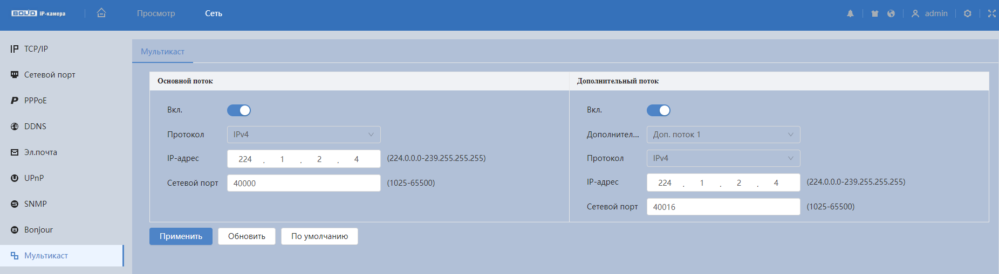 BOLID IP-камера
Просмотр
Сеть
admin
TCP/IP
Сетевой порт
PPPoE
DDNS
Эл.почта
UPnP
SNMP
Bonjour
Мультикаст
Мультикаст
Основной поток
Вкл.
Протокол IPv4
IP-адрес 224 . 1 . 2 . 4 (224.0.0.0-239.255.255.255)
Сетевой порт 40000 (1025-65500)
Дополнительный поток
Вкл.
Дополнител... Доп. поток 1
Протокол IPv4
IP-адрес 224 . 1 . 2 . 4 (224.0.0.0-239.255.255.255)
Сетевой порт 40016 (1025-65500)
Применить Обновить По умолчанию